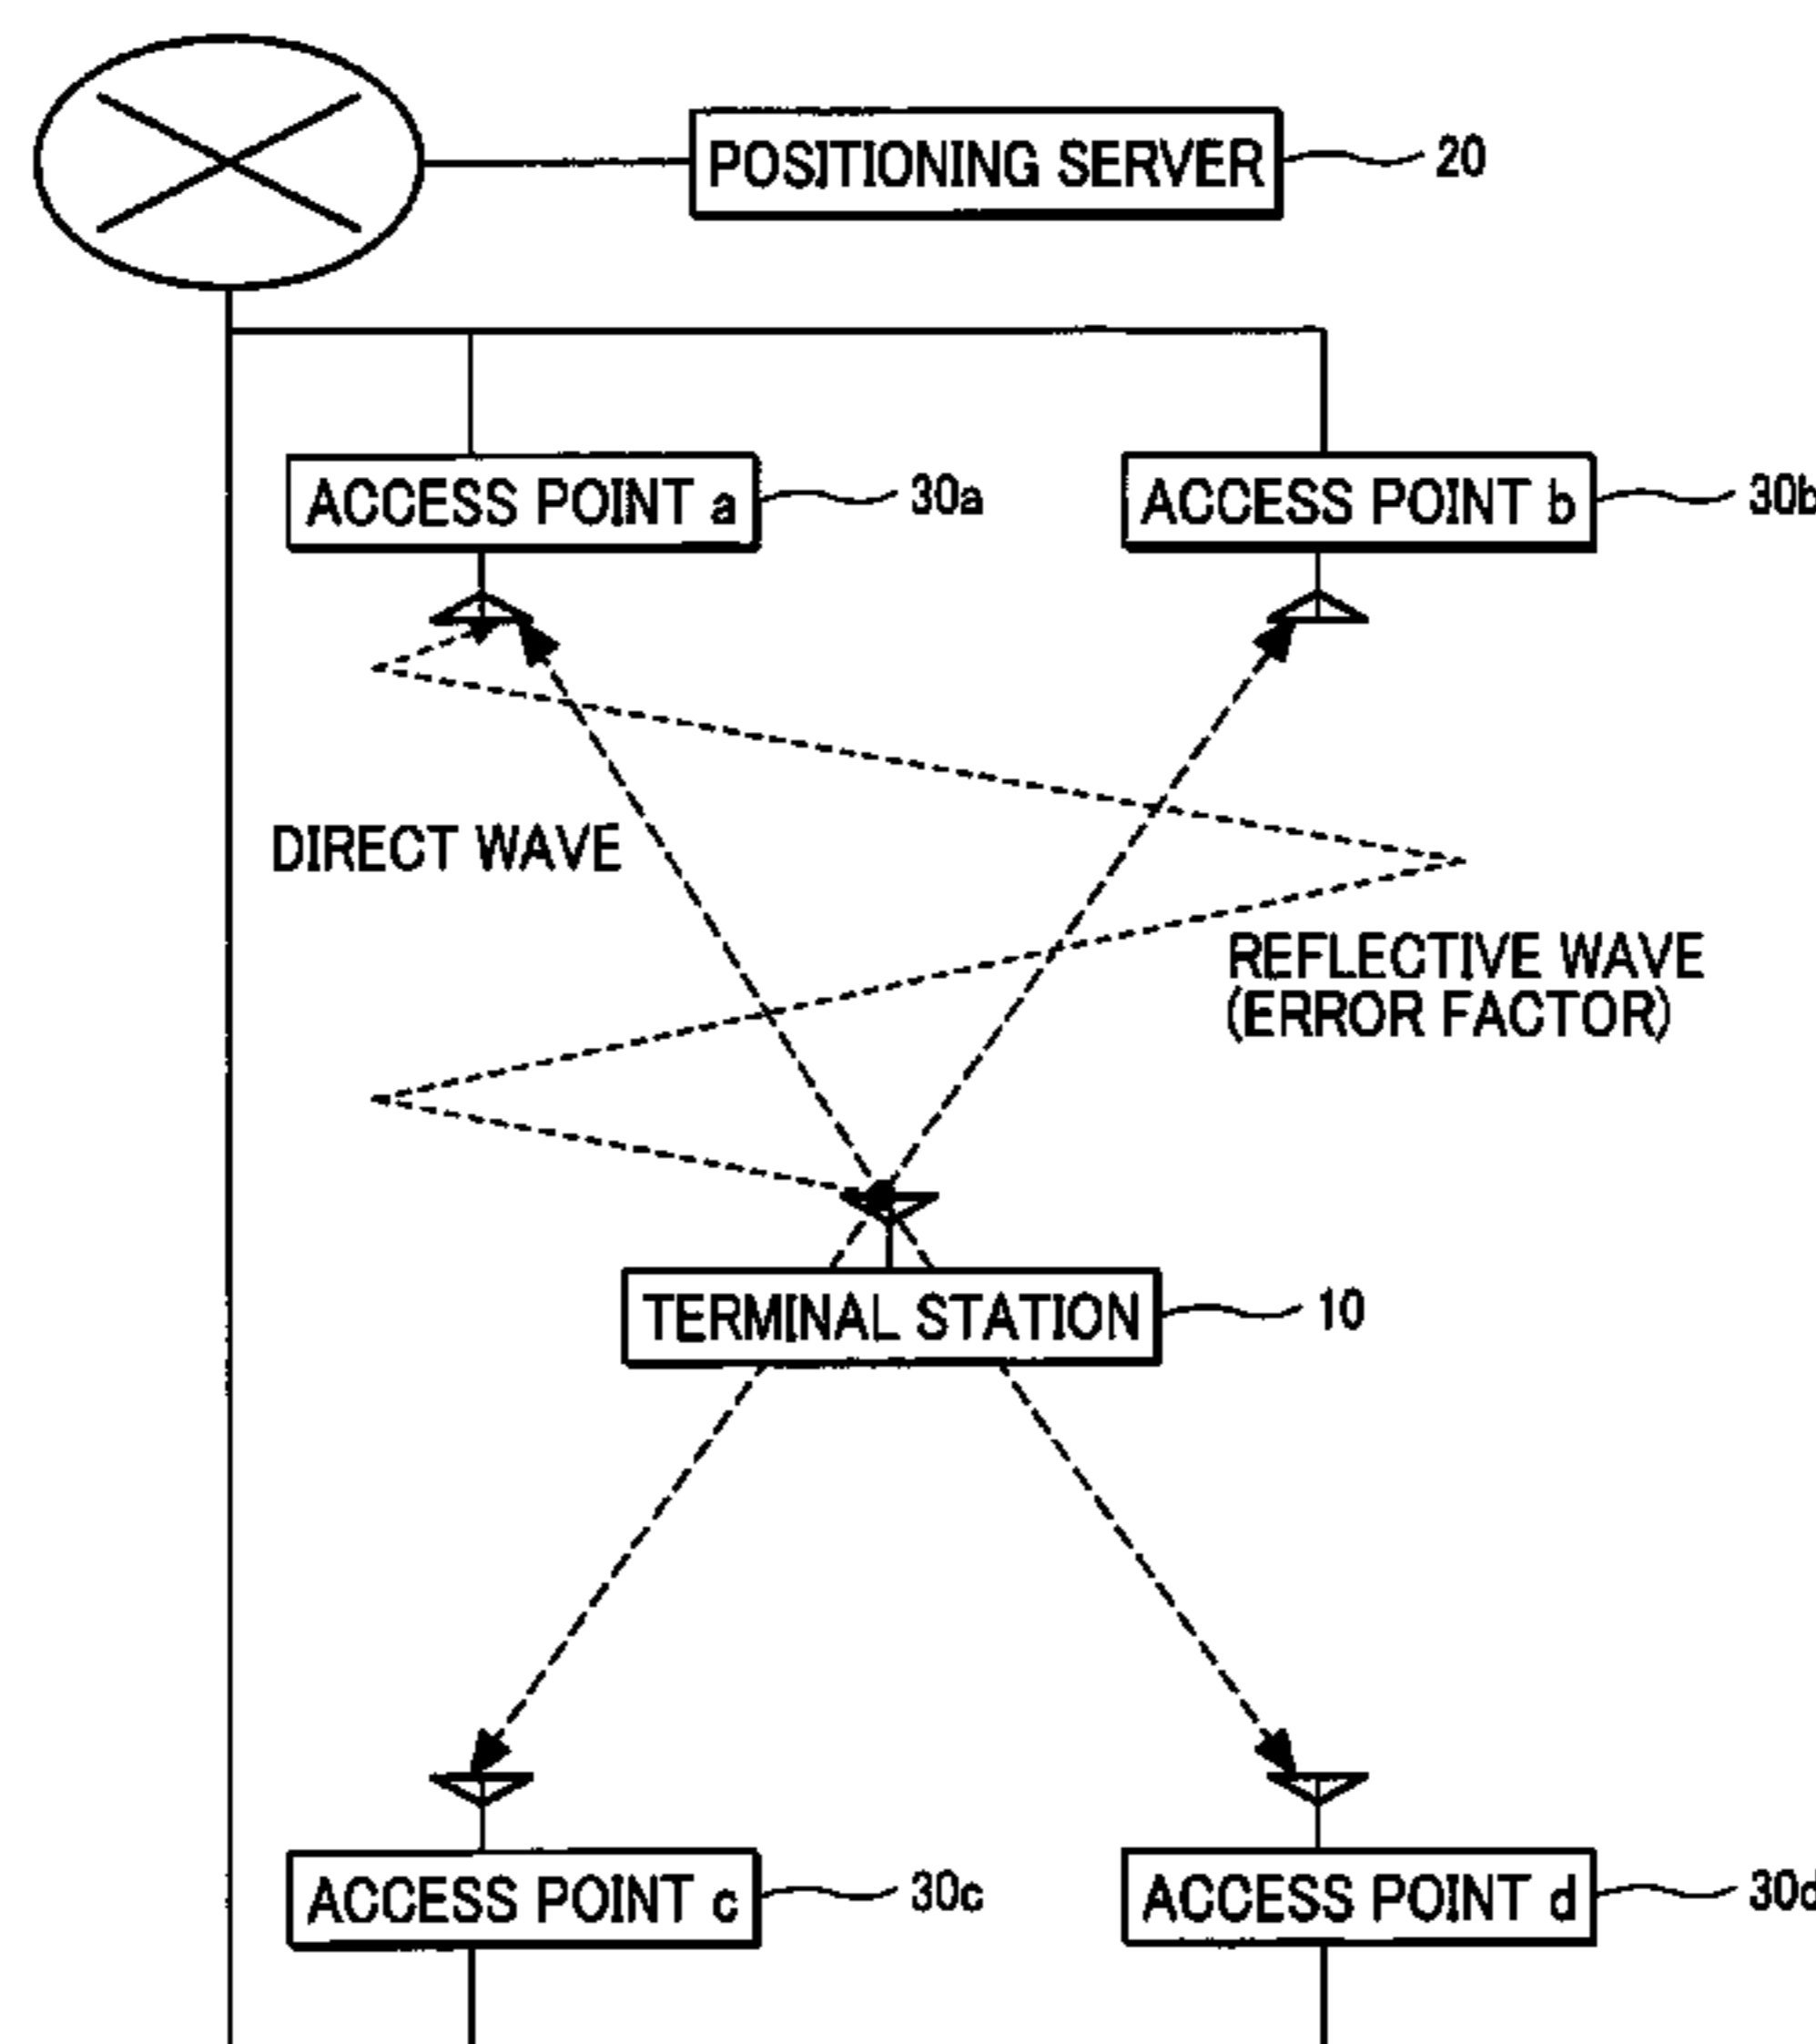 POSITIONING SERVER 20
ACCESS POINT a 30a
ACCESS POINT b 30b
DIRECT WAVE
REFLECTIVE WAVE
(ERROR FACTOR)
TERMINAL STATION 10
ACCESS POINT c 30c
ACCESS POINT d 30d